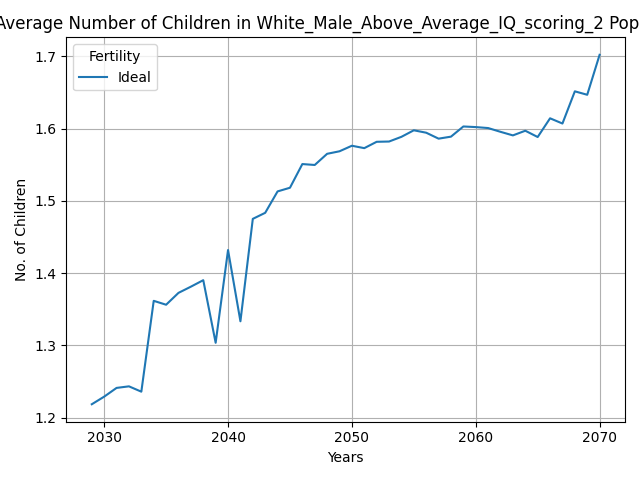 Average Number of Children in White_Male_Above_Average_IQ_scoring_2 Pop
Fertility
Ideal
1.7
1.6
1.5
1.4
1.3
1.2
No. of Children
2030 2040 2050 2060 2070
Years